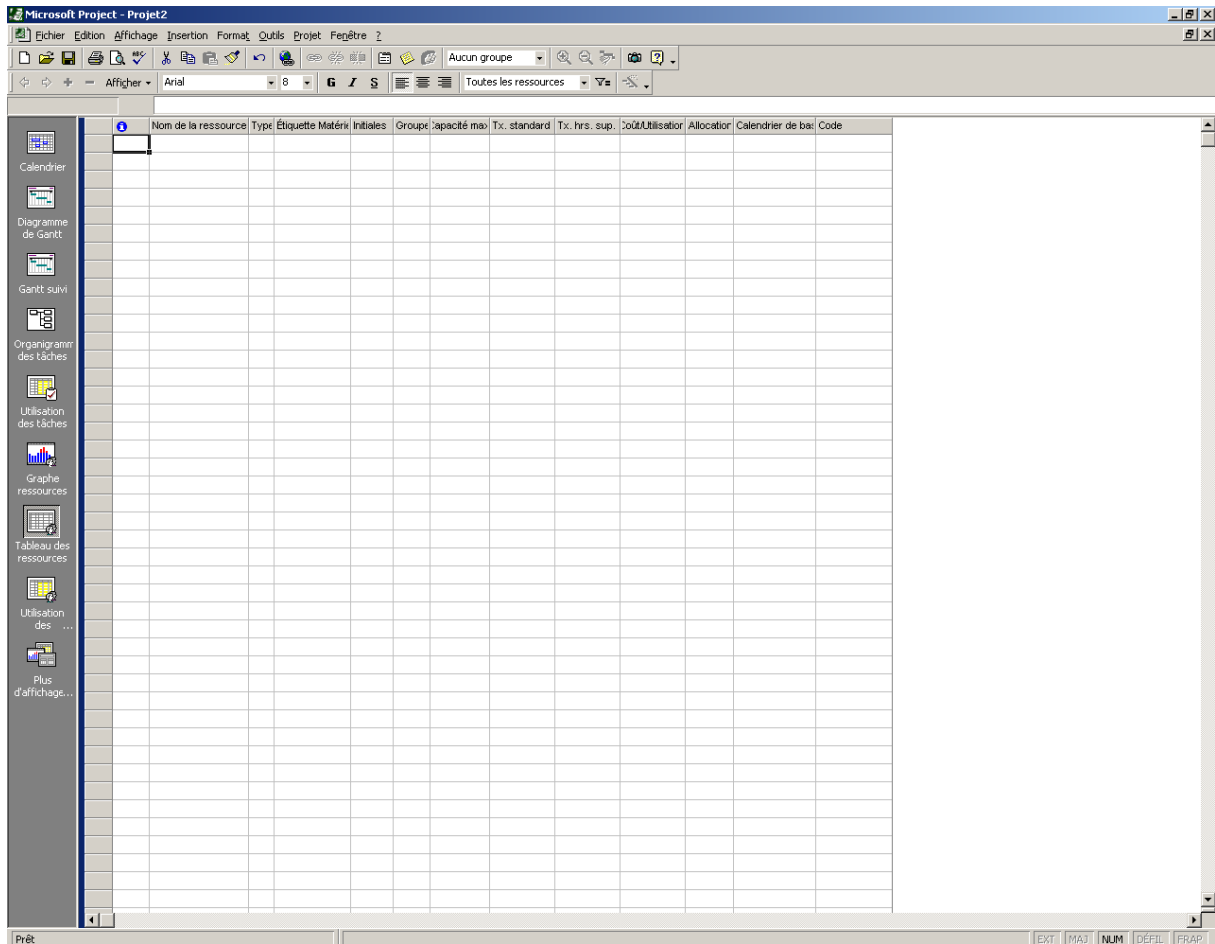 Microsoft Project - Projet2
Fichier Edition Affichage Insertion Format Outils Projet Fenêtre ?
Aucun groupe
Afficher Arial 8 G I S Toutes les ressources
Nom de la ressource Type Étiquette Matérie Initiales Groupe Capacité max Tx. standard Tx. hrs. sup. Coût/Utilisation Allocation Calendrier de bas Code
Calendrier
Diagramme
de Gantt
Gantt suivi
Organigramm
des tâches
Utilisation
des tâches
Graphe
ressources
Tableau des
ressources
Utilisation
des ...
Plus
d'affichage...
Prêt
EXT MAJ NUM DÉFIL FRAP